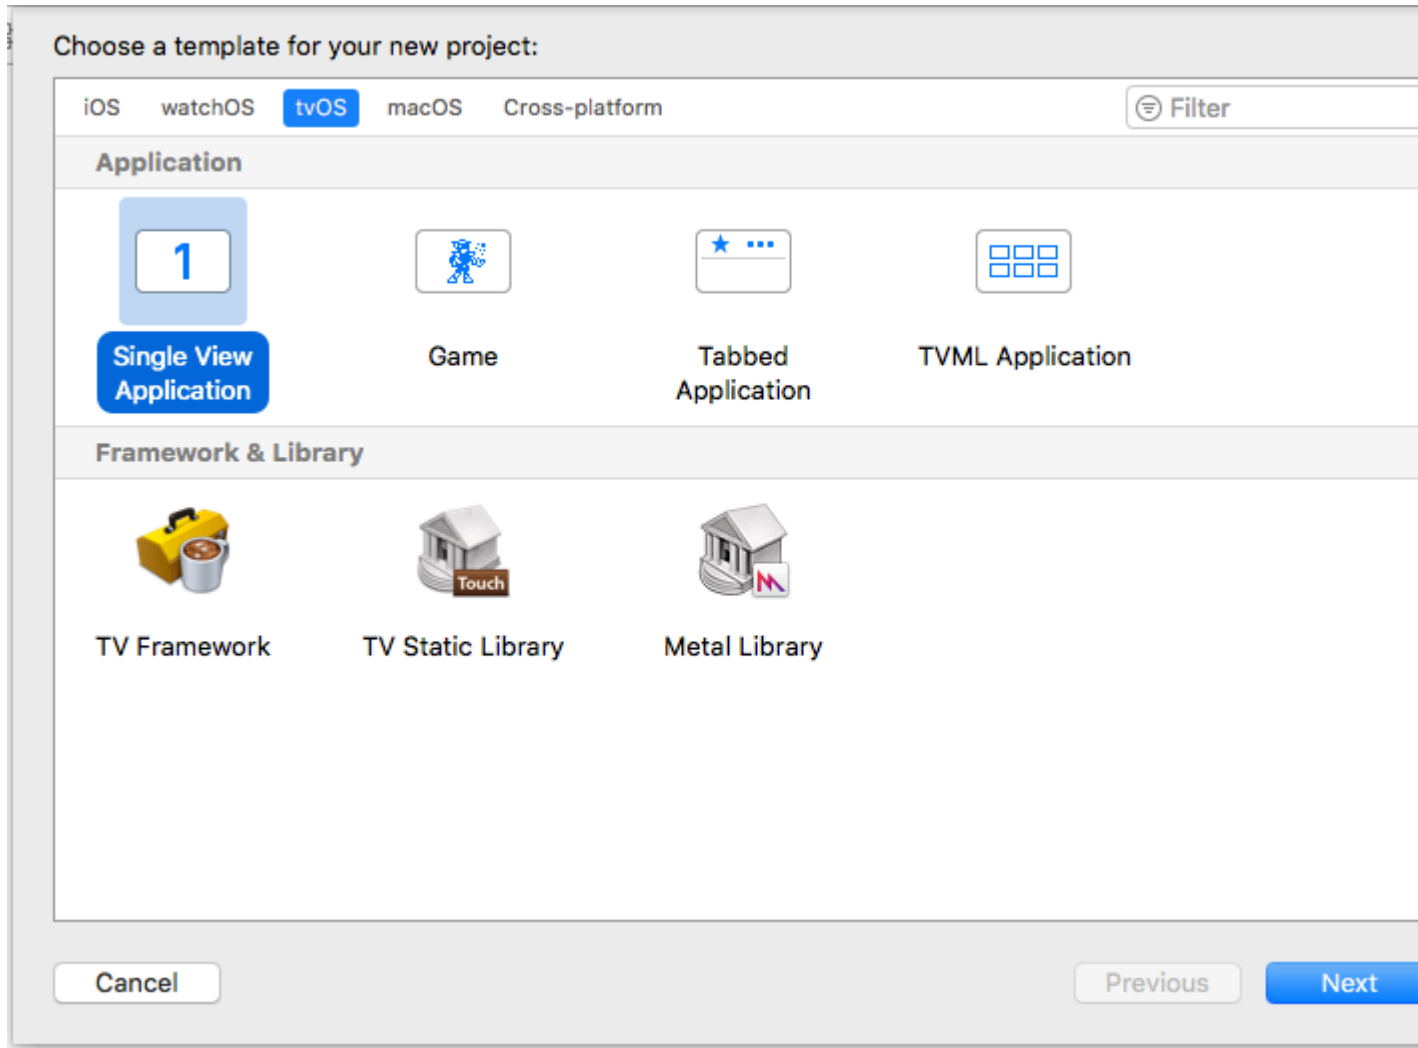 Choose a template for your new project:
iOS watchOS tvOS macOS Cross-platform Filter
Application
1
Single View Application
Game
Tabbed Application
TVML Application
Framework & Library
Touch
TV Framework
TV Static Library
Metal Library
Cancel
Previous
Next